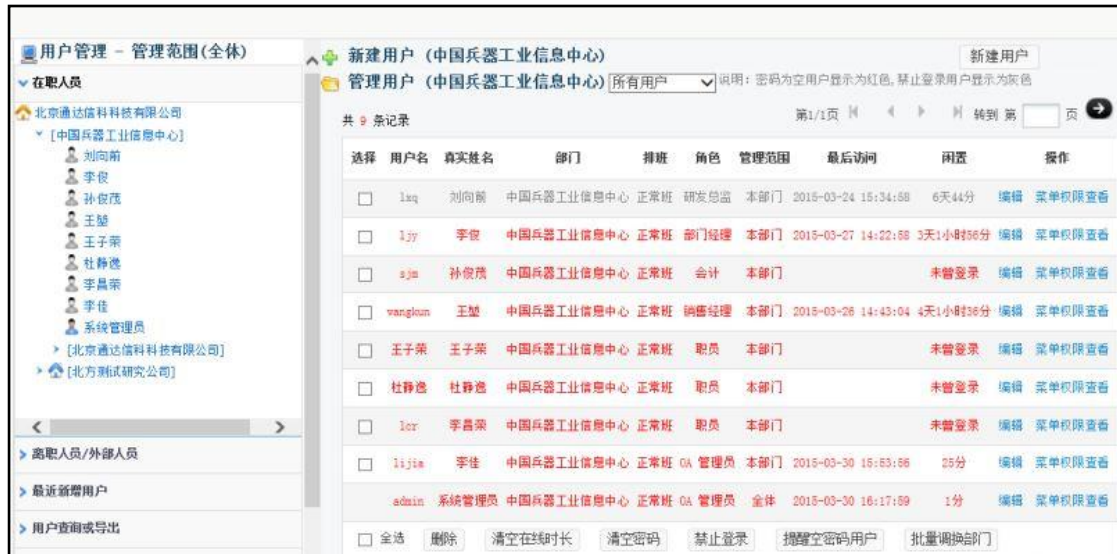 用户管理 - 管理范围(全体)
在职人员
北京通达信科科技有限公司
[中国兵器工业信息中心]
刘向前
李俊
孙俊茂
王堃
王子荣
杜静逸
李昌荣
李佳
系统管理员
[北京通达信科科技有限公司]
[北方测试研究公司]
离职人员/外部人员
最近新增用户
用户查询或导出
新建用户 (中国兵器工业信息中心) 新建用户
管理用户 (中国兵器工业信息中心) 所有用户 说明: 密码为空用户显示为红色,禁止登录用户显示为灰色
共 9 条记录 第1/1页 转到 第 页
选择 用户名 真实姓名 部门 排班 角色 管理范围 最后访问 闲置 操作
lxq 刘向前 中国兵器工业信息中心 正常班 研发总监 本部门 2015-03-24 15:34:58 6天44分 编辑 菜单权限查看
ljy 李俊 中国兵器工业信息中心 正常班 部门经理 本部门 2015-03-27 14:22:58 3天1小时56分 编辑 菜单权限查看
sjm 孙俊茂 中国兵器工业信息中心 正常班 会计 本部门 未曾登录 编辑 菜单权限查看
wangkun 王堃 中国兵器工业信息中心 正常班 销售经理 本部门 2015-03-26 14:43:04 4天1小时36分 编辑 菜单权限查看
王子荣 王子荣 中国兵器工业信息中心 正常班 职员 本部门 未曾登录 编辑 菜单权限查看
杜静逸 杜静逸 中国兵器工业信息中心 正常班 职员 本部门 未曾登录 编辑 菜单权限查看
lcr 李昌荣 中国兵器工业信息中心 正常班 职员 本部门 未曾登录 编辑 菜单权限查看
lijia 李佳 中国兵器工业信息中心 正常班 OA 管理员 本部门 2015-03-30 15:53:56 25分 编辑 菜单权限查看
admin 系统管理员 中国兵器工业信息中心 正常班 OA 管理员 全体 2015-03-30 16:17:59 1分 编辑 菜单权限查看
全选 删除 清空在线时长 清空密码 禁止登录 提醒空密码用户 批量调换部门